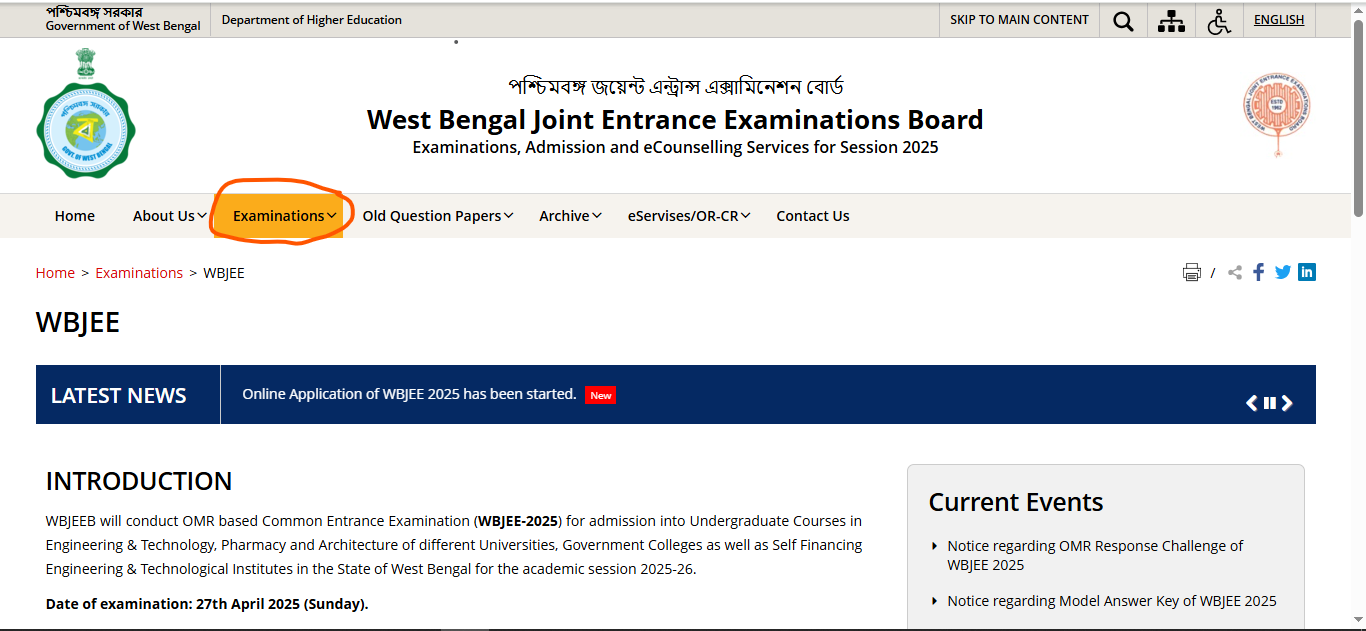 পশ্চিমবঙ্গ সরকার
Government of West Bengal
Department of Higher Education
SKIP TO MAIN CONTENT
ENGLISH
পশ্চিমবঙ্গ জয়েন্ট এন্ট্রান্স এক্সামিনেশন বোর্ড
West Bengal Joint Entrance Examinations Board
Examinations, Admission and eCounselling Services for Session 2025
Home About Us Examinations Old Question Papers Archive eServises/OR-CR Contact Us
Home > Examinations > WBJEE
/
WBJEE
LATEST NEWS
Online Application of WBJEE 2025 has been started. New
INTRODUCTION
WBJEEB will conduct OMR based Common Entrance Examination (WBJEE-2025) for admission into Undergraduate Courses in
Engineering & Technology, Pharmacy and Architecture of different Universities, Government Colleges as well as Self Financing
Engineering & Technological Institutes in the State of West Bengal for the academic session 2025-26.
Date of examination: 27th April 2025 (Sunday).
Current Events
Notice regarding OMR Response Challenge of
WBJEE 2025
Notice regarding Model Answer Key of WBJEE 2025